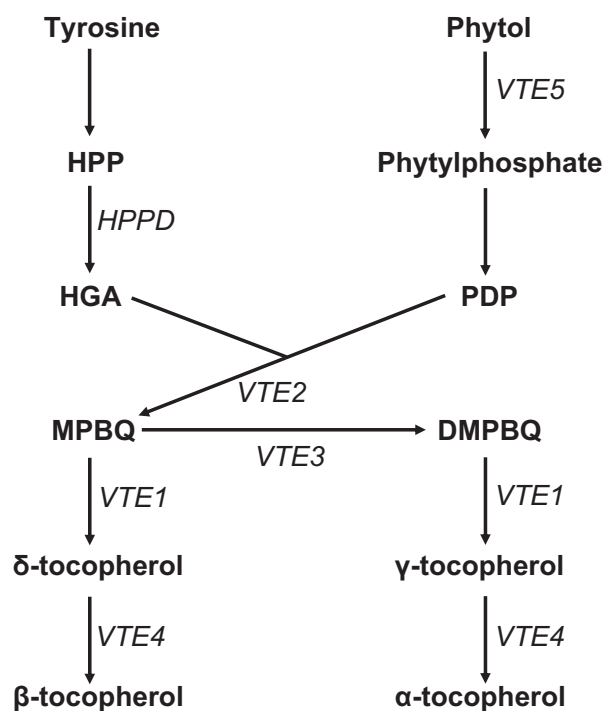 Tyrosine
Phytol
VTE5
HPP
Phytylphosphate
HPPD
HGA
PDP
VTE2
MPBQ
DMPBQ
VTE3
VTE1
VTE1
δ-tocopherol
γ-tocopherol
VTE4
VTE4
β-tocopherol
α-tocopherol